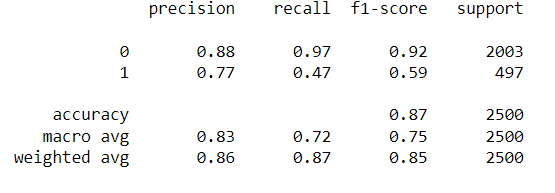 precision recall f1-score support
0 0.88 0.97 0.92 2003
1 0.77 0.47 0.59 497
accuracy 0.87 2500
macro avg 0.83 0.72 0.75 2500
weighted avg 0.86 0.87 0.85 2500